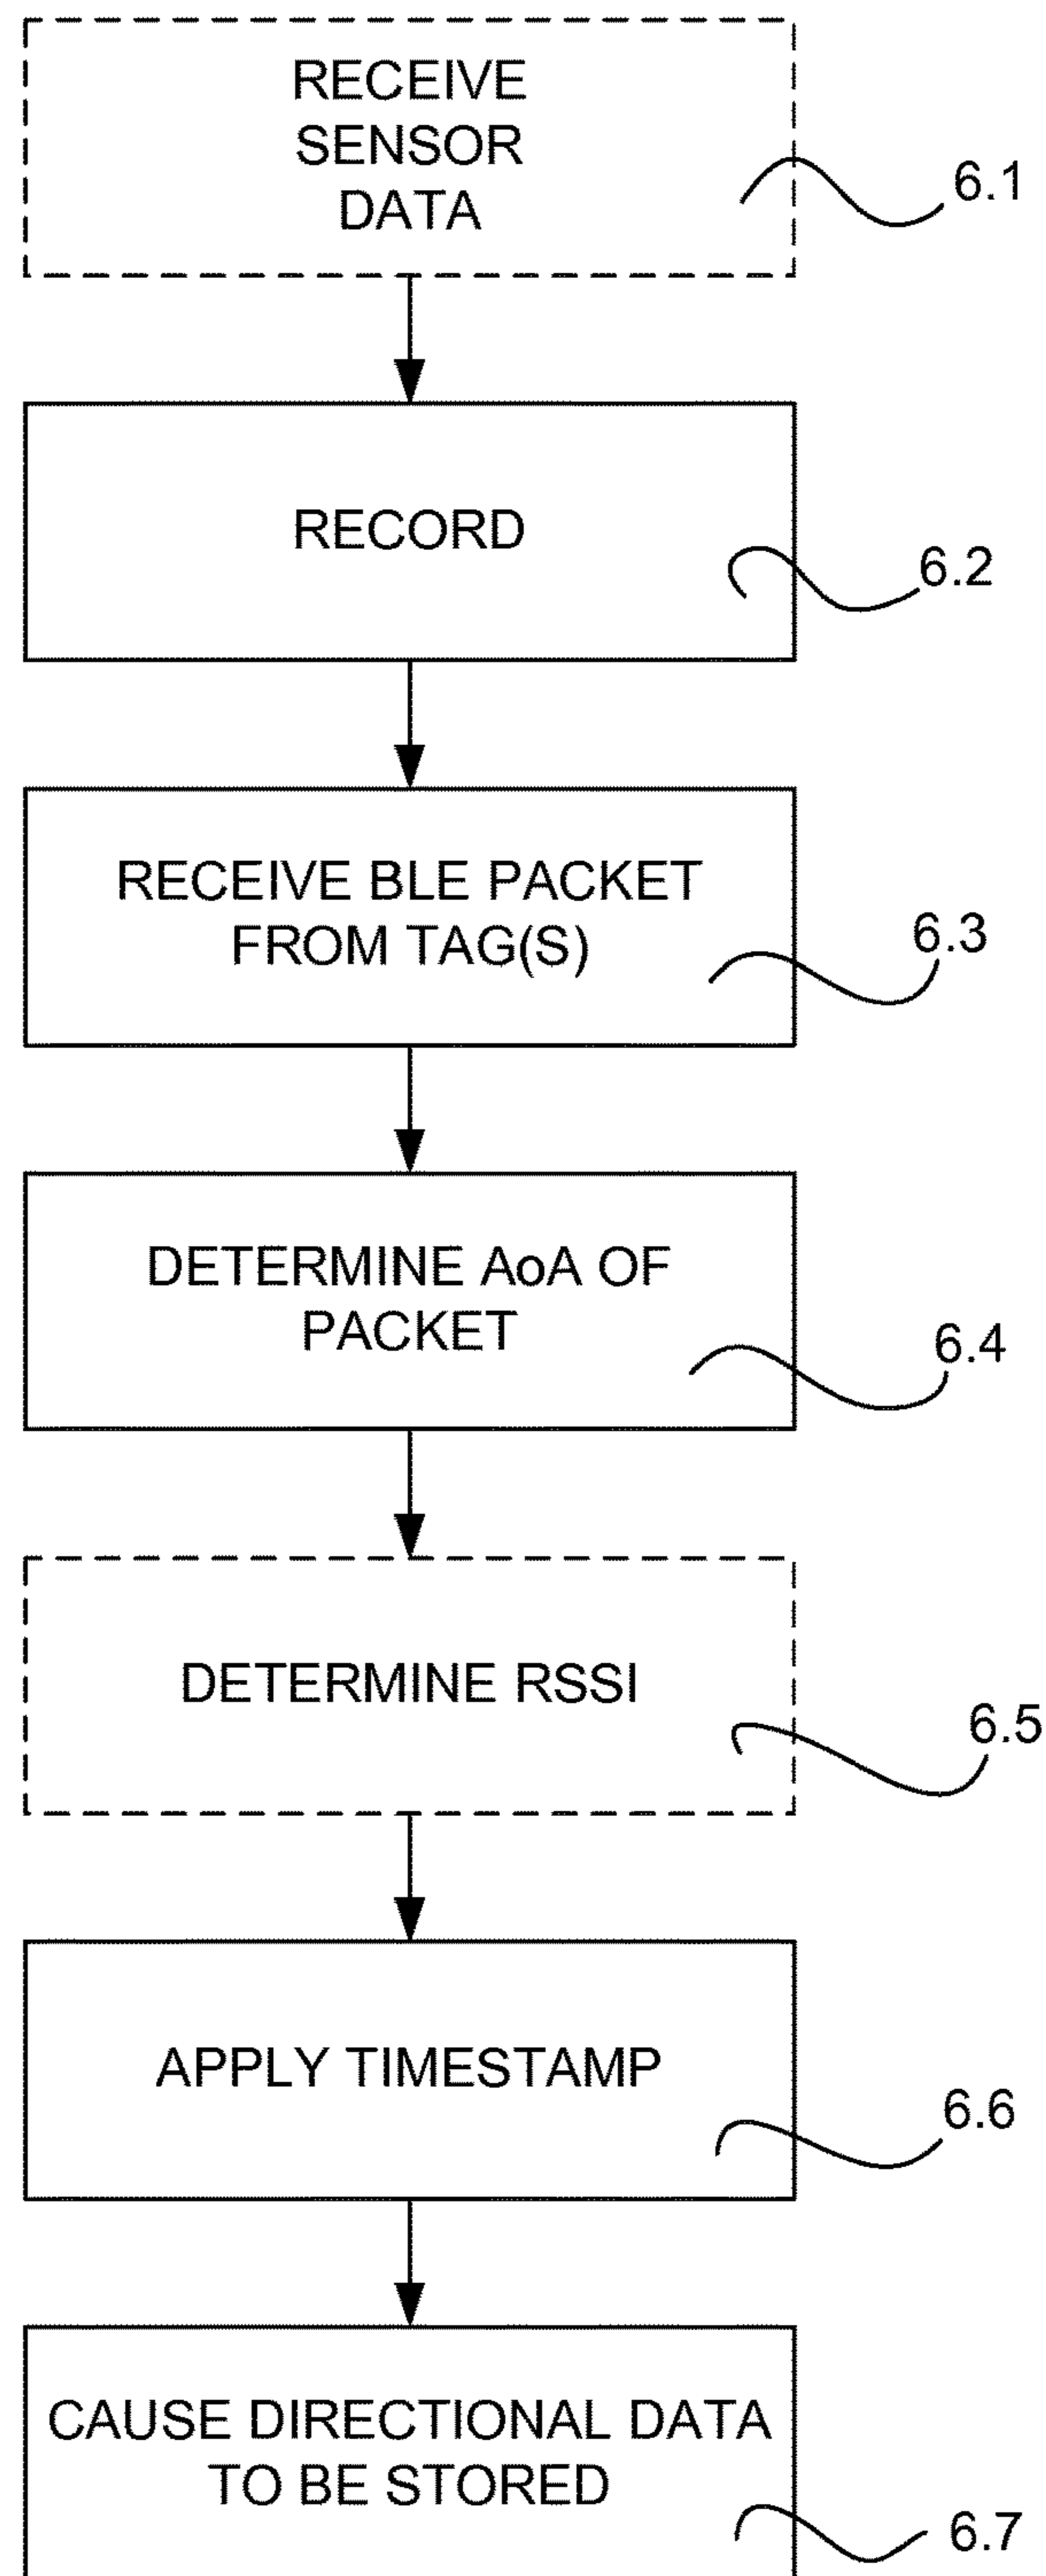 RECEIVE
SENSOR
DATA
6.1
RECORD
6.2
RECEIVE BLE PACKET
FROM TAG(S)
6.3
DETERMINE AoA OF
PACKET
6.4
DETERMINE RSSI
6.5
APPLY TIMESTAMP
6.6
CAUSE DIRECTIONAL DATA
TO BE STORED
6.7